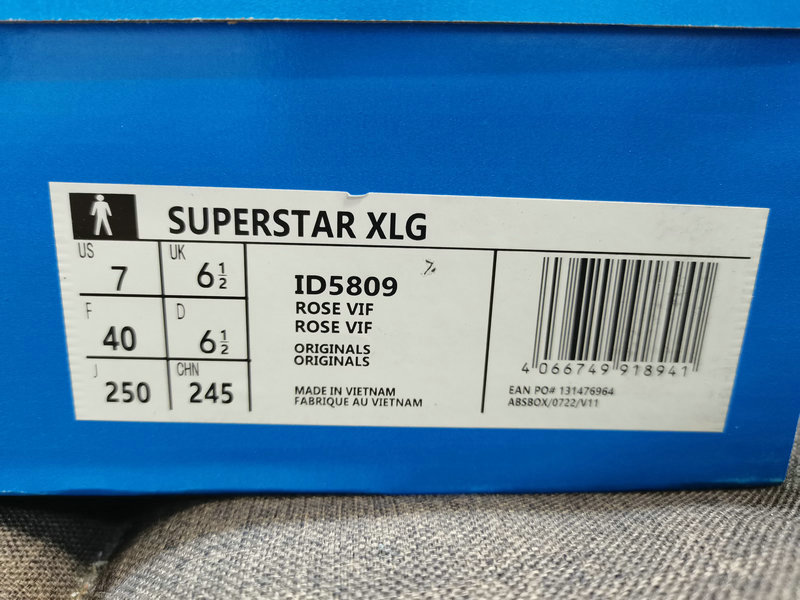 SUPERSTAR XLG
US 7
UK 6½
F 40
D 6½
J 250
CHN 245
ID5809
ROSE VIF
ROSE VIF
ORIGINALS
ORIGINALS
MADE IN VIETNAM
FABRIQUE AU VIETNAM
4 066749 918941
EAN PO# 131476964
ABSBOX/0722/V11